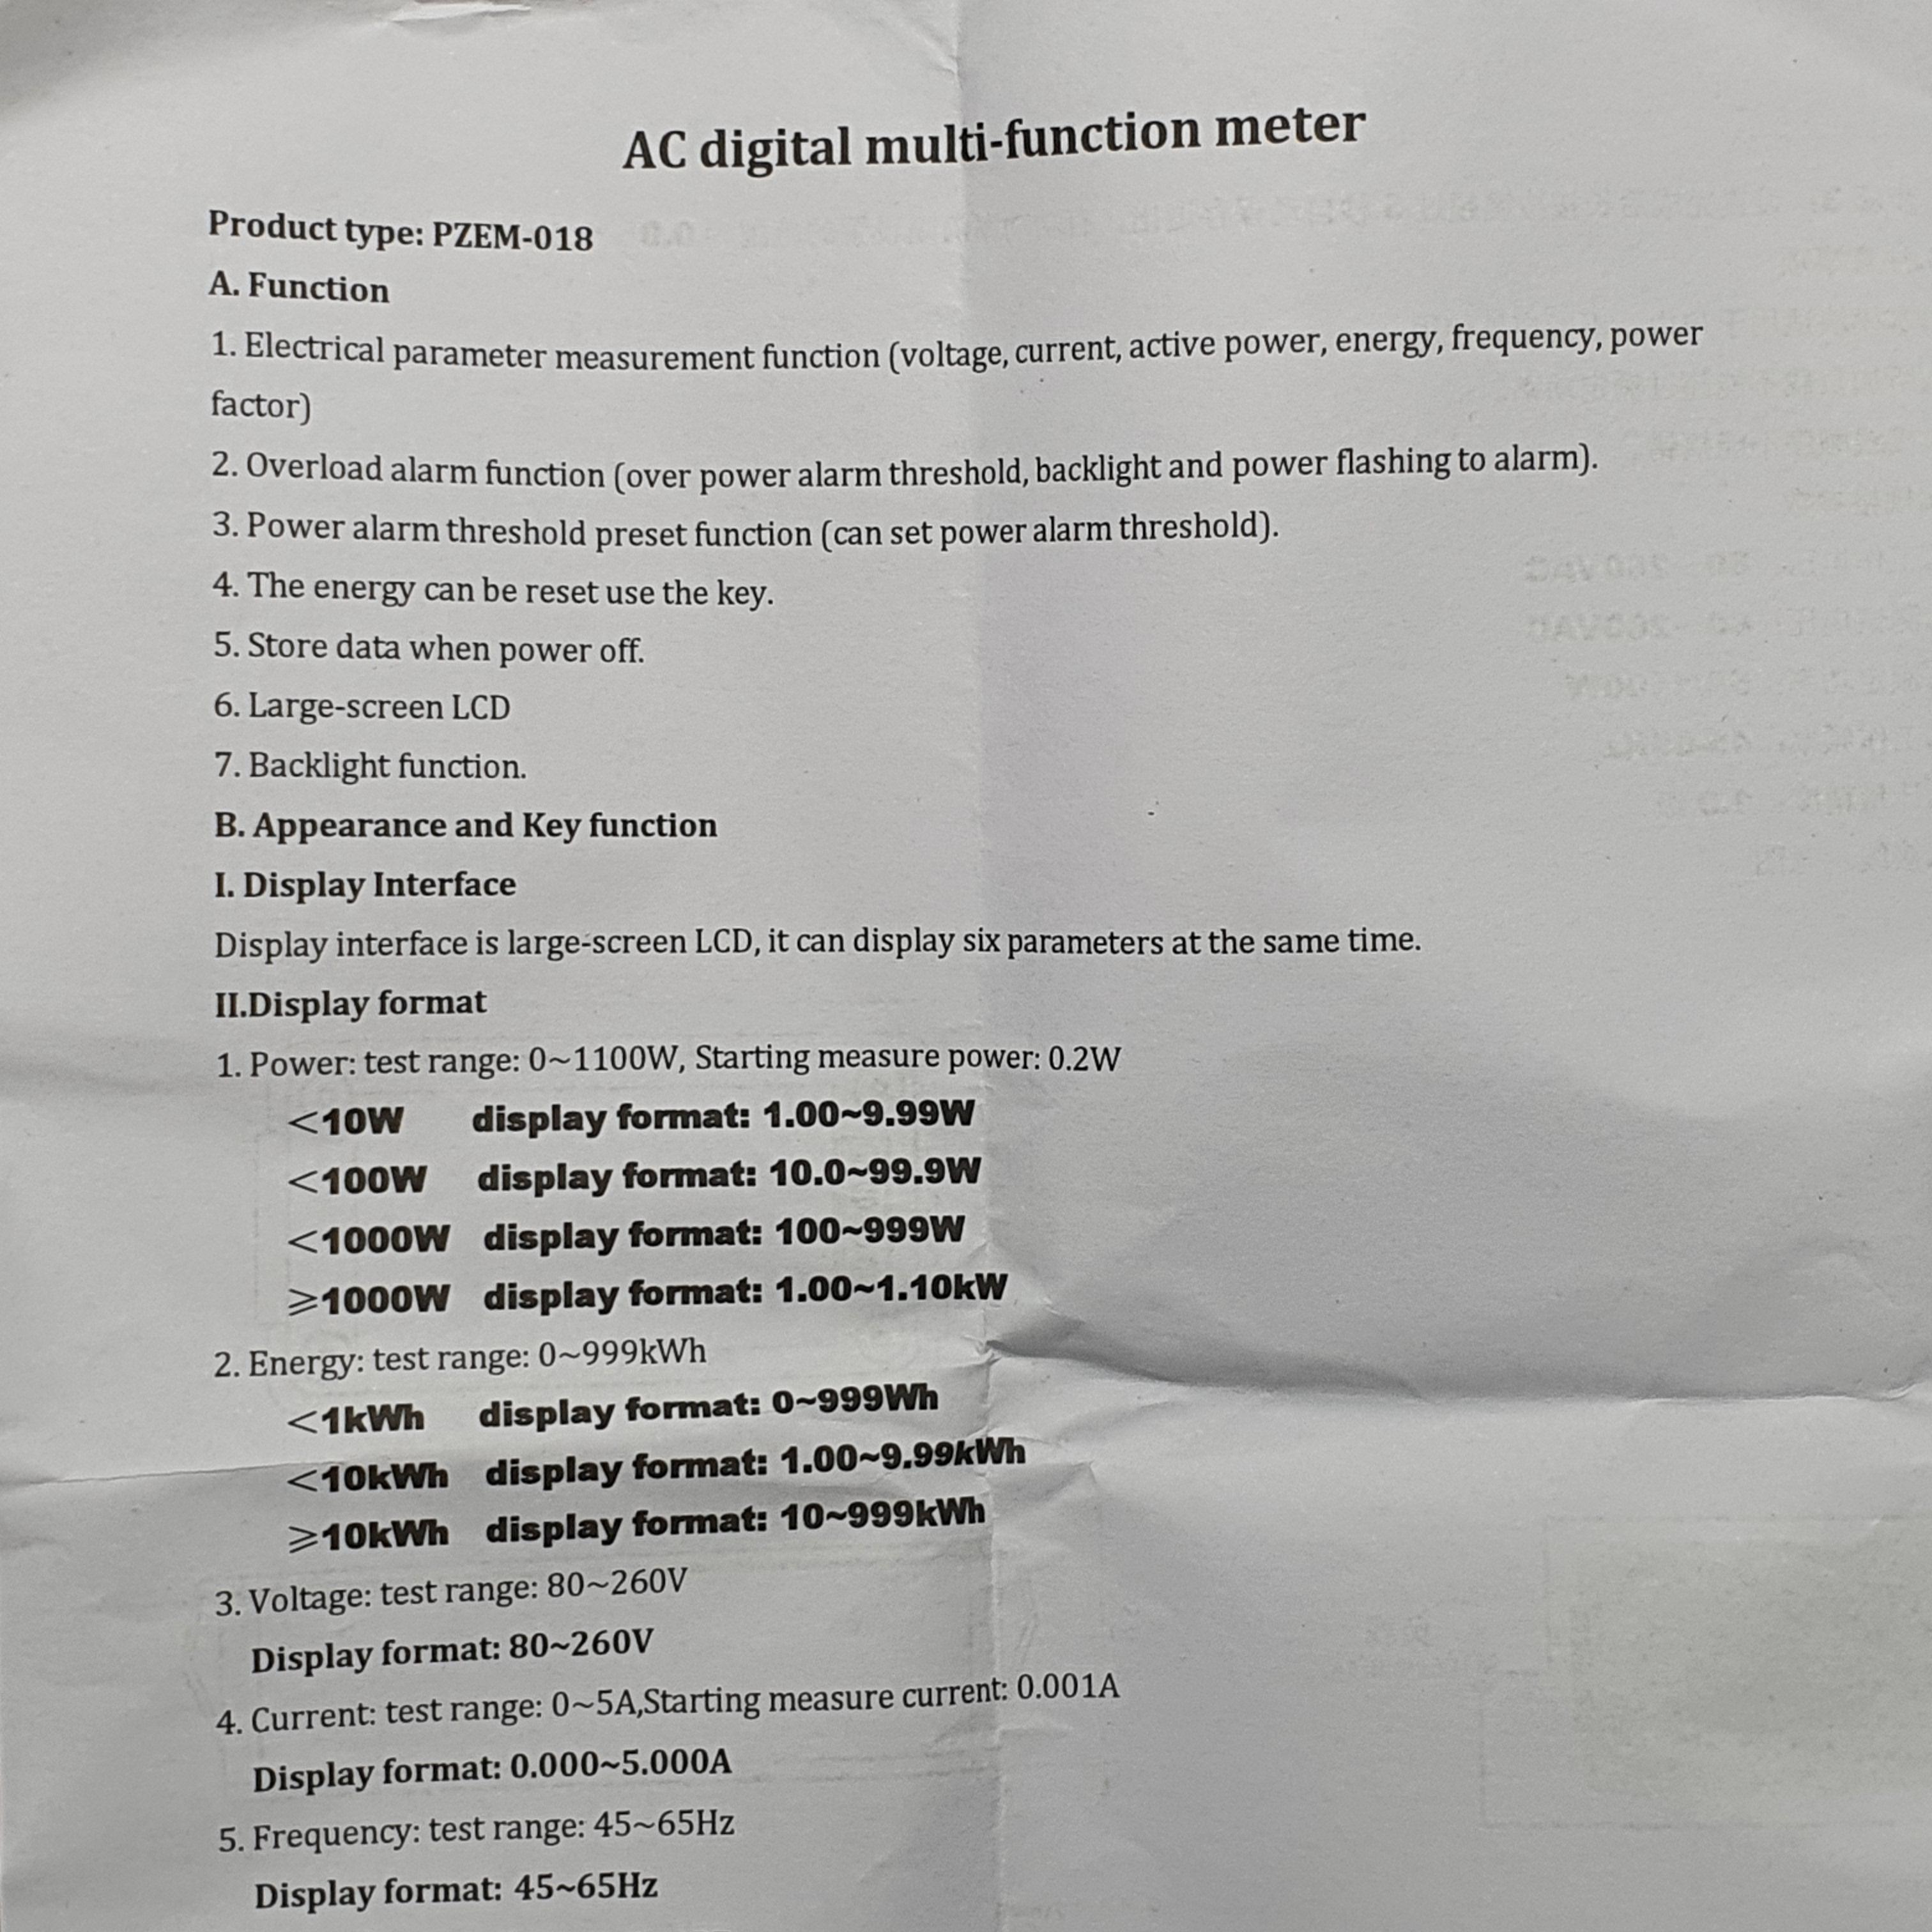 AC digital multi-function meter
Product type: PZEM-018
A. Function
1. Electrical parameter measurement function (voltage, current, active power, energy, frequency, power
factor)
2. Overload alarm function (over power alarm threshold, backlight and power flashing to alarm).
3. Power alarm threshold preset function (can set power alarm threshold).
4. The energy can be reset use the key.
5. Store data when power off.
6. Large-screen LCD
7. Backlight function.
B. Appearance and Key function
I. Display Interface
Display interface is large-screen LCD, it can display six parameters at the same time.
II.Display format
1. Power: test range: 0~1100W, Starting measure power: 0.2W
<10W display format: 1.00~9.99W
<100W display format: 10.0~99.9W
<1000W display format: 100~999W
≥1000W display format: 1.00~1.10kW
2. Energy: test range: 0~999kWh
<1kWh display format: 0~999Wh
<10kWh display format: 1.00~9.99kWh
≥10kWh display format: 10~999kWh
3. Voltage: test range: 80~260V
Display format: 80~260V
4. Current: test range: 0~5A,Starting measure current: 0.001A
Display format: 0.000~5.000A
5. Frequency: test range: 45~65Hz
Display format: 45~65Hz